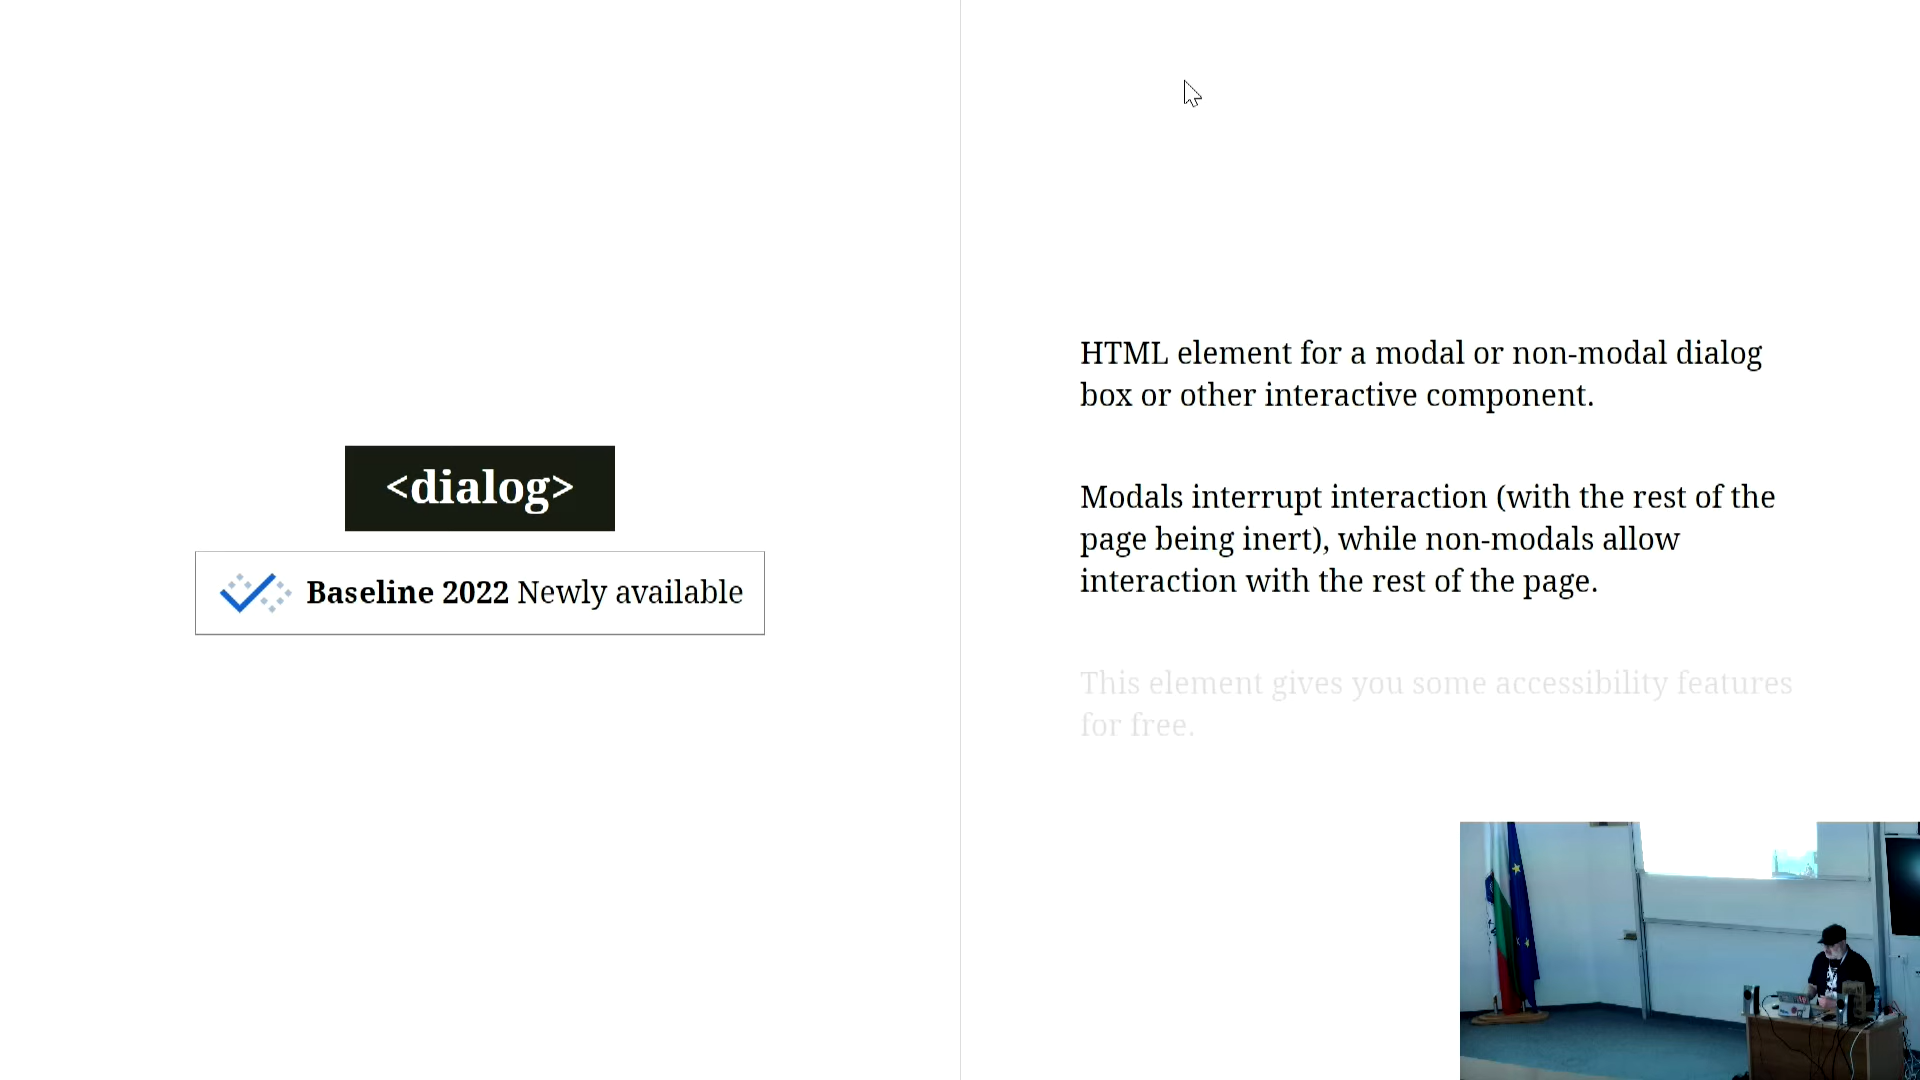 <dialog>
Baseline 2022 Newly available
HTML element for a modal or non-modal dialog
box or other interactive component.
Modals interrupt interaction (with the rest of the
page being inert), while non-modals allow
interaction with the rest of the page.
This element gives you some accessibility features
for free.